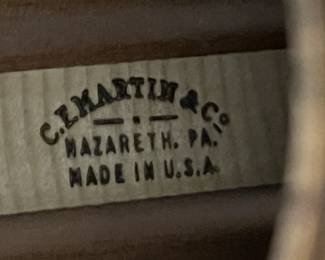 C.F. MARTIN & Co
NAZARETH, PA.
MADE IN U.S.A.